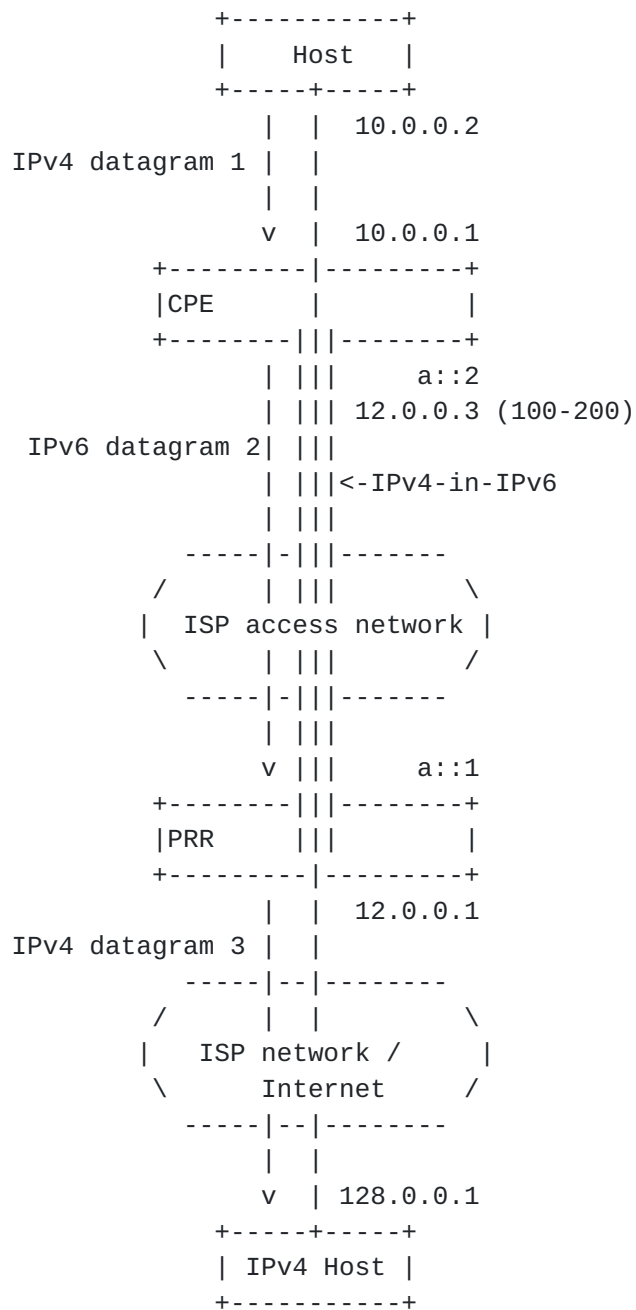 +-----------+
|    Host   |
+-----+-----+
|  |  10.0.0.2
IPv4 datagram 1 |  |
|  |
v  |  10.0.0.1
+---------|---------+
|CPE      |         |
+--------|||--------+
| |||     a::2
| ||| 12.0.0.3 (100-200)
IPv6 datagram 2| |||
| |||<-IPv4-in-IPv6
| |||
-----|-|||-------
/      | |||        \
|  ISP access network |
\      | |||        /
-----|-|||-------
| |||
v |||     a::1
+--------|||--------+
|PRR     |||        |
+---------|---------+
|  |  12.0.0.1
IPv4 datagram 3 |  |
-----|--|--------
/      |  |         \
|   ISP network /     |
\      Internet     /
-----|--|--------
|  |
v  | 128.0.0.1
+-----+-----+
| IPv4 Host |
+-----------+